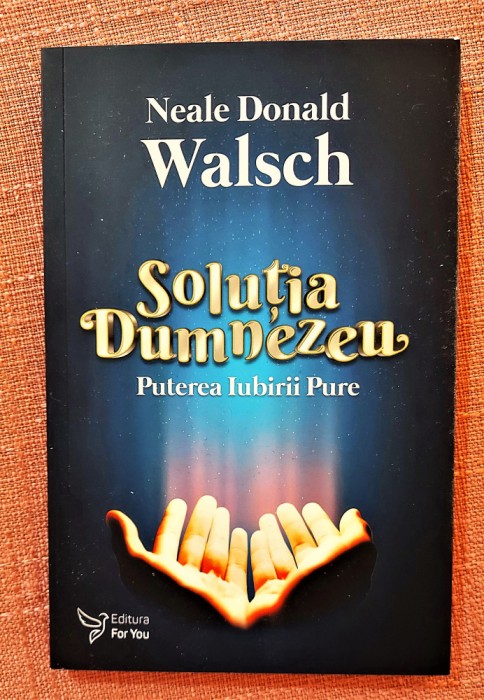 Neale Donald
Walsch
Soluția
Dumnezeu
Puterea Iubirii Pure
Editura
For You